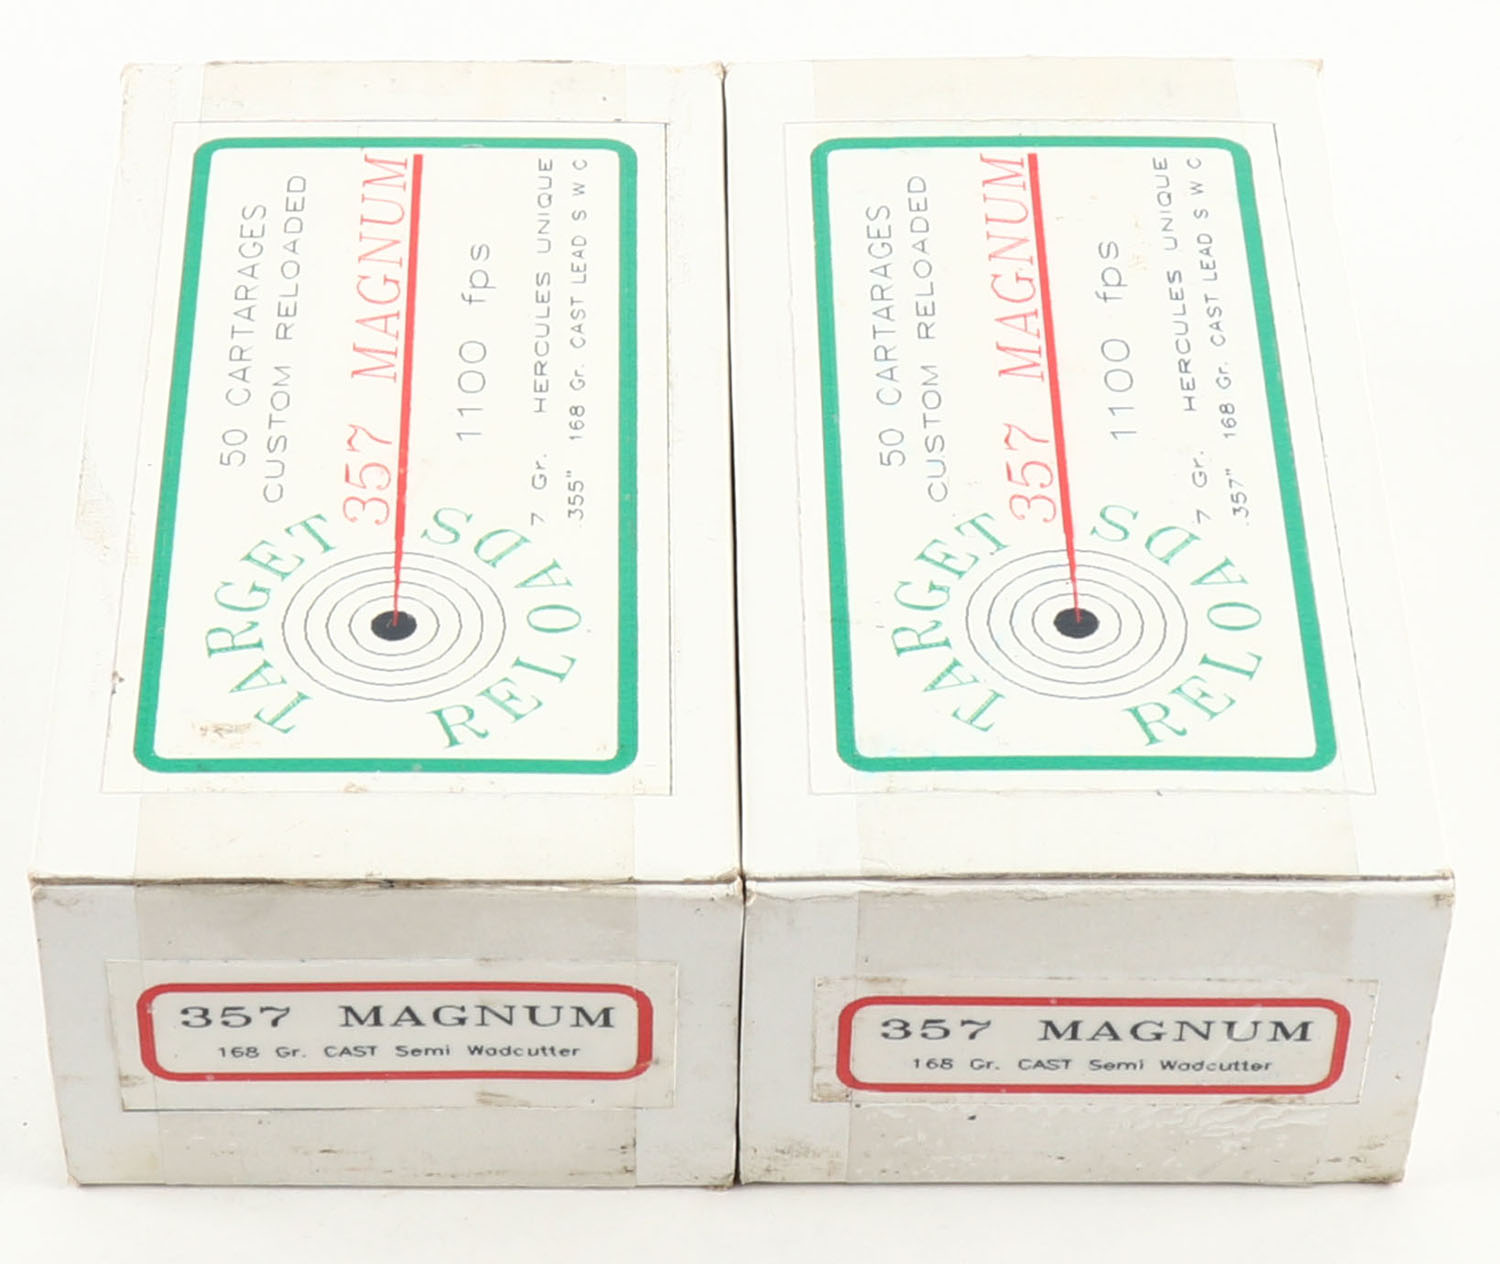 50 CARTARAGES
CUSTOM RELOADED
357 MAGNUM
1100 fps
7 Gr. HERCULES UNIQUE
.355" 168 Gr. CAST LEAD S W C
TARGET
RELOADS
357 MAGNUM
168 Gr. CAST Semi Wadcutter
50 CARTARAGES
CUSTOM RELOADED
357 MAGNUM
1100 fps
7 Gr. HERCULES UNIQUE
.357" 168 Gr. CAST LEAD S W C
TARGET
RELOADS
357 MAGNUM
168 Gr. CAST Semi Wadcutter